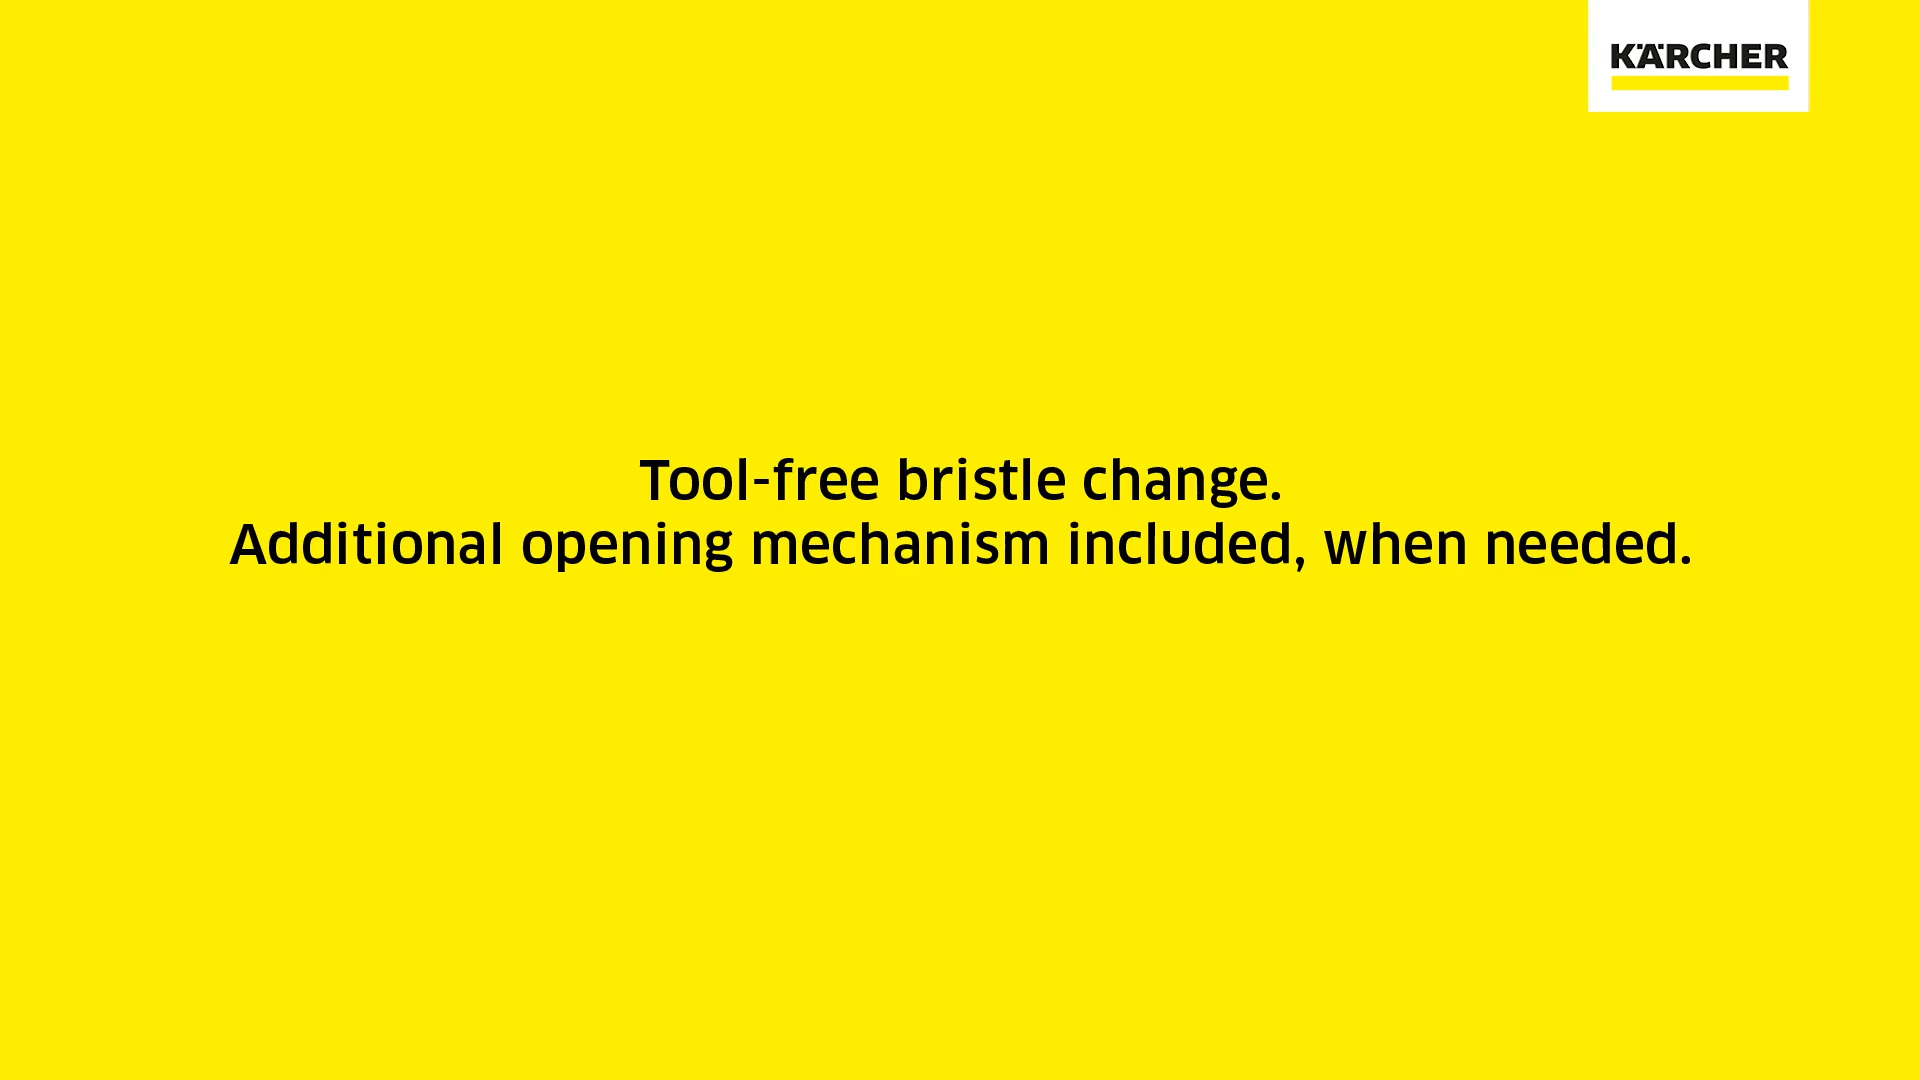 KÄRCHER
Tool-free bristle change.
Additional opening mechanism included, when needed.